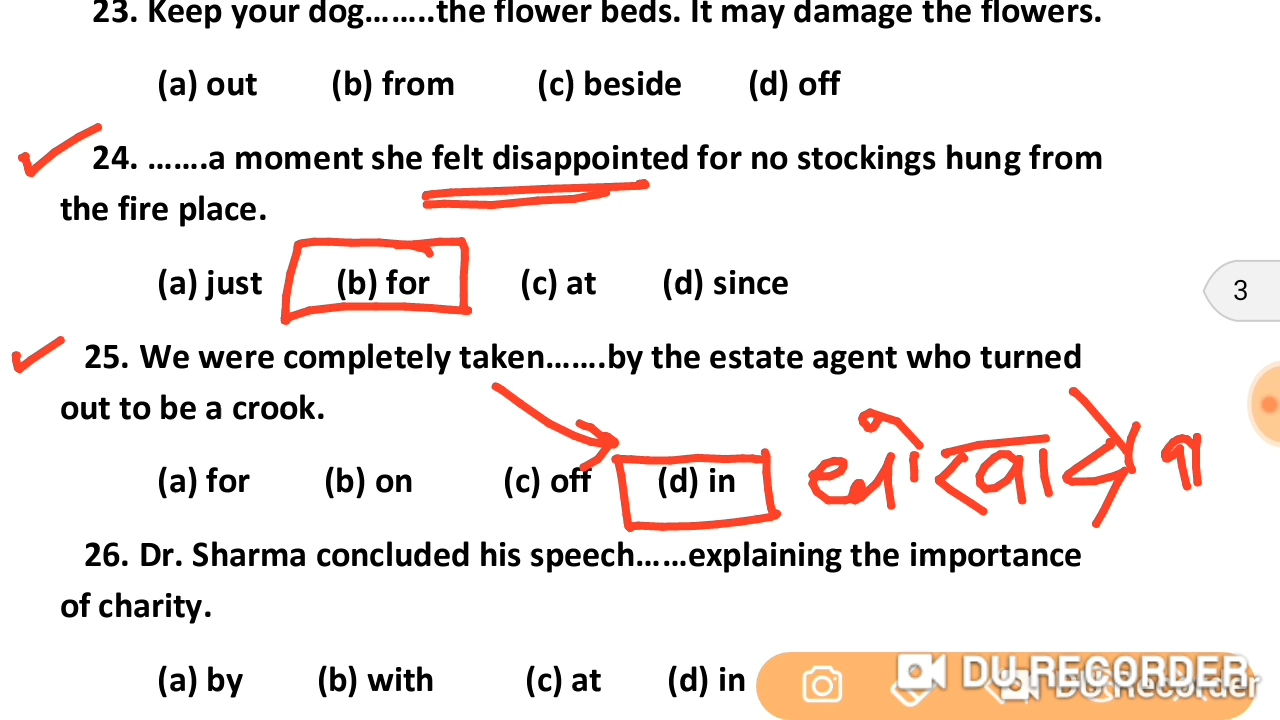 23. Keep your dog........the flower beds. It may damage the flowers.
(a) out (b) from (c) beside (d) off
24. .......a moment she felt disappointed for no stockings hung from
the fire place.
(a) just (b) for (c) at (d) since
3
25. We were completely taken.......by the estate agent who turned
out to be a crook.
(a) for (b) on (c) off (d) in धोखा देना
26. Dr. Sharma concluded his speech......explaining the importance
of charity.
(a) by (b) with (c) at (d) in
DU RECORDER
DU Recorder